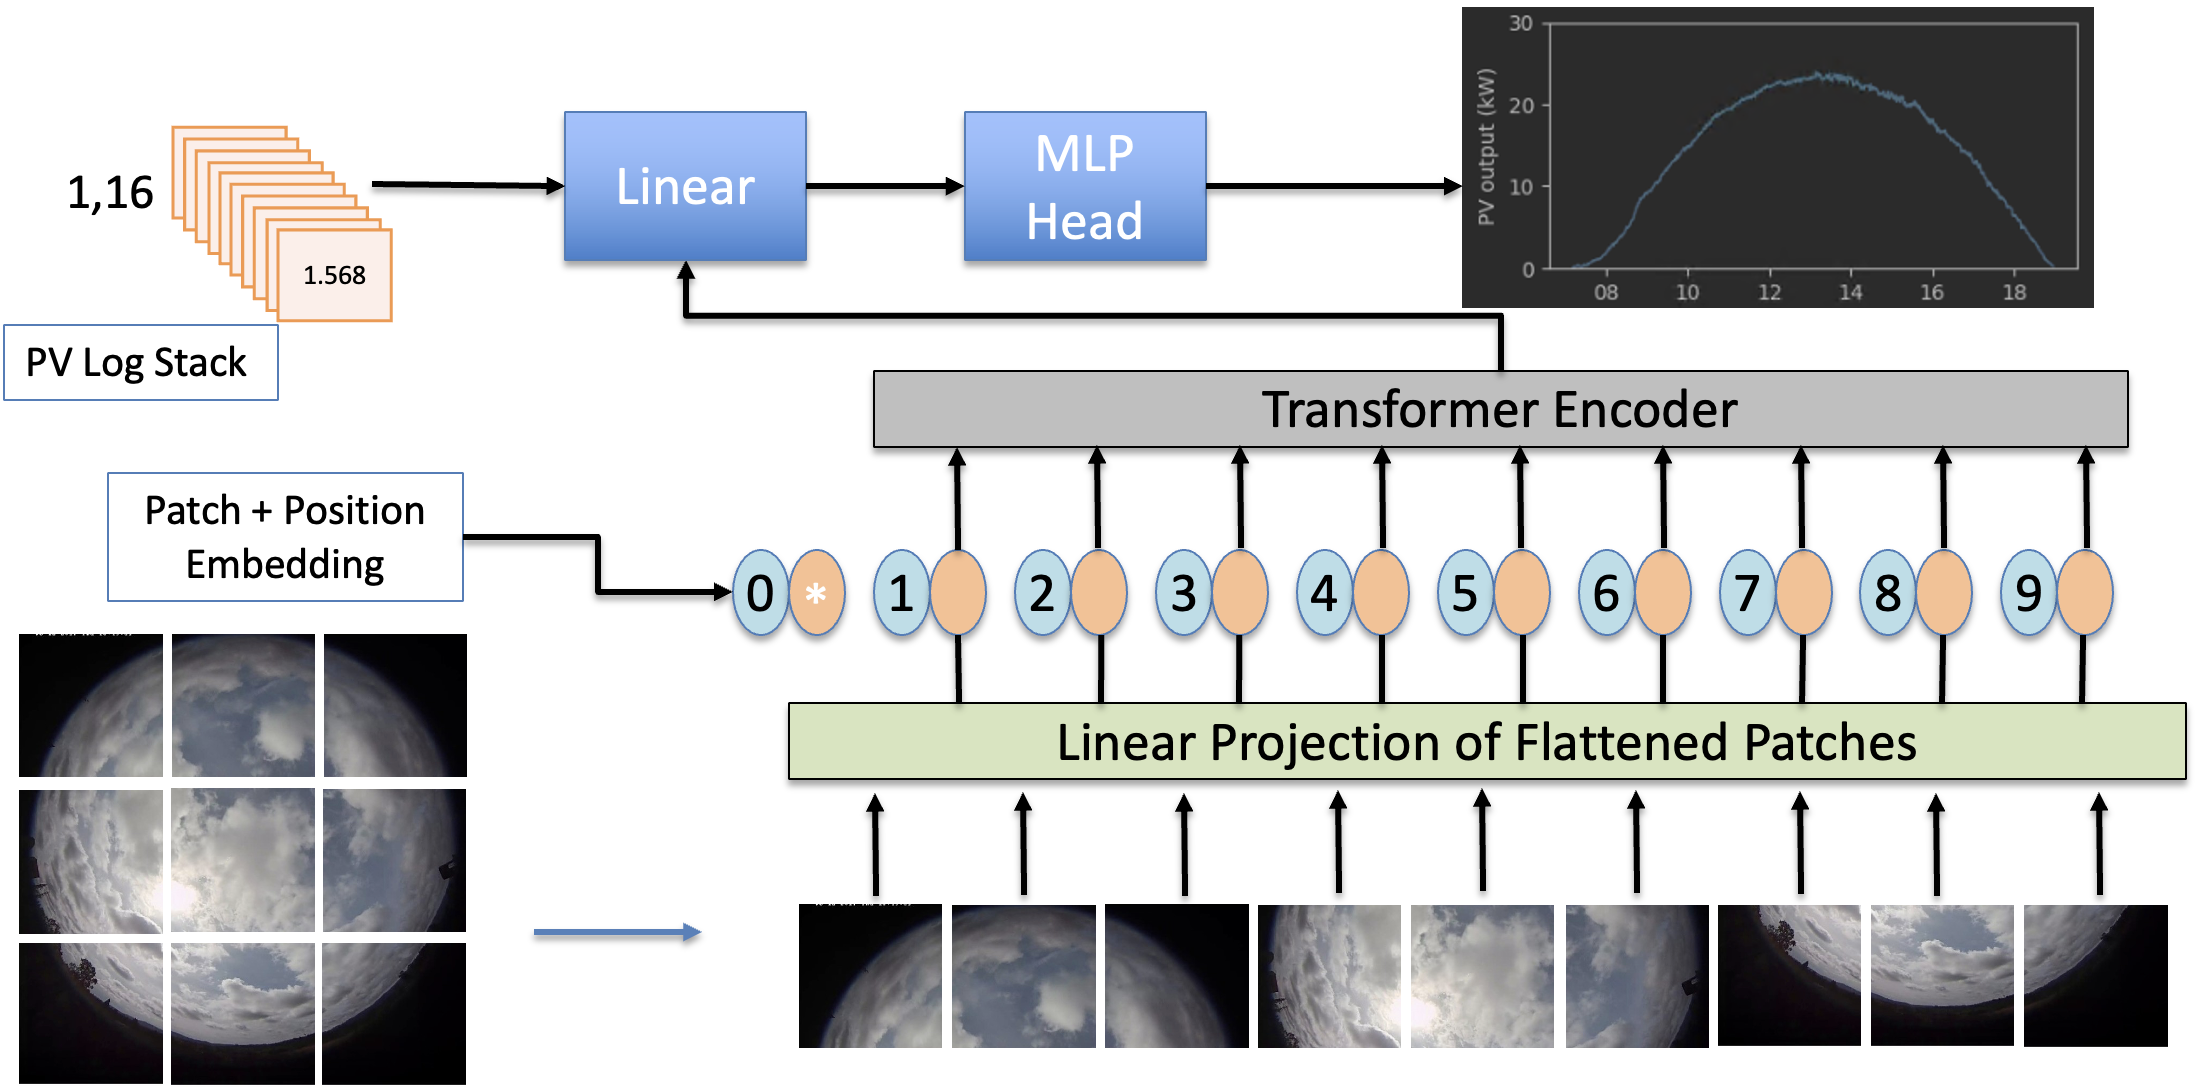 30
20
10
0
PV output (kW)
08 10 12 14 16 18
1,16
1.568
Linear
MLP
Head
PV Log Stack
Transformer Encoder
Patch + Position
Embedding
0 * 1 2 3 4 5 6 7 8 9
Linear Projection of Flattened Patches